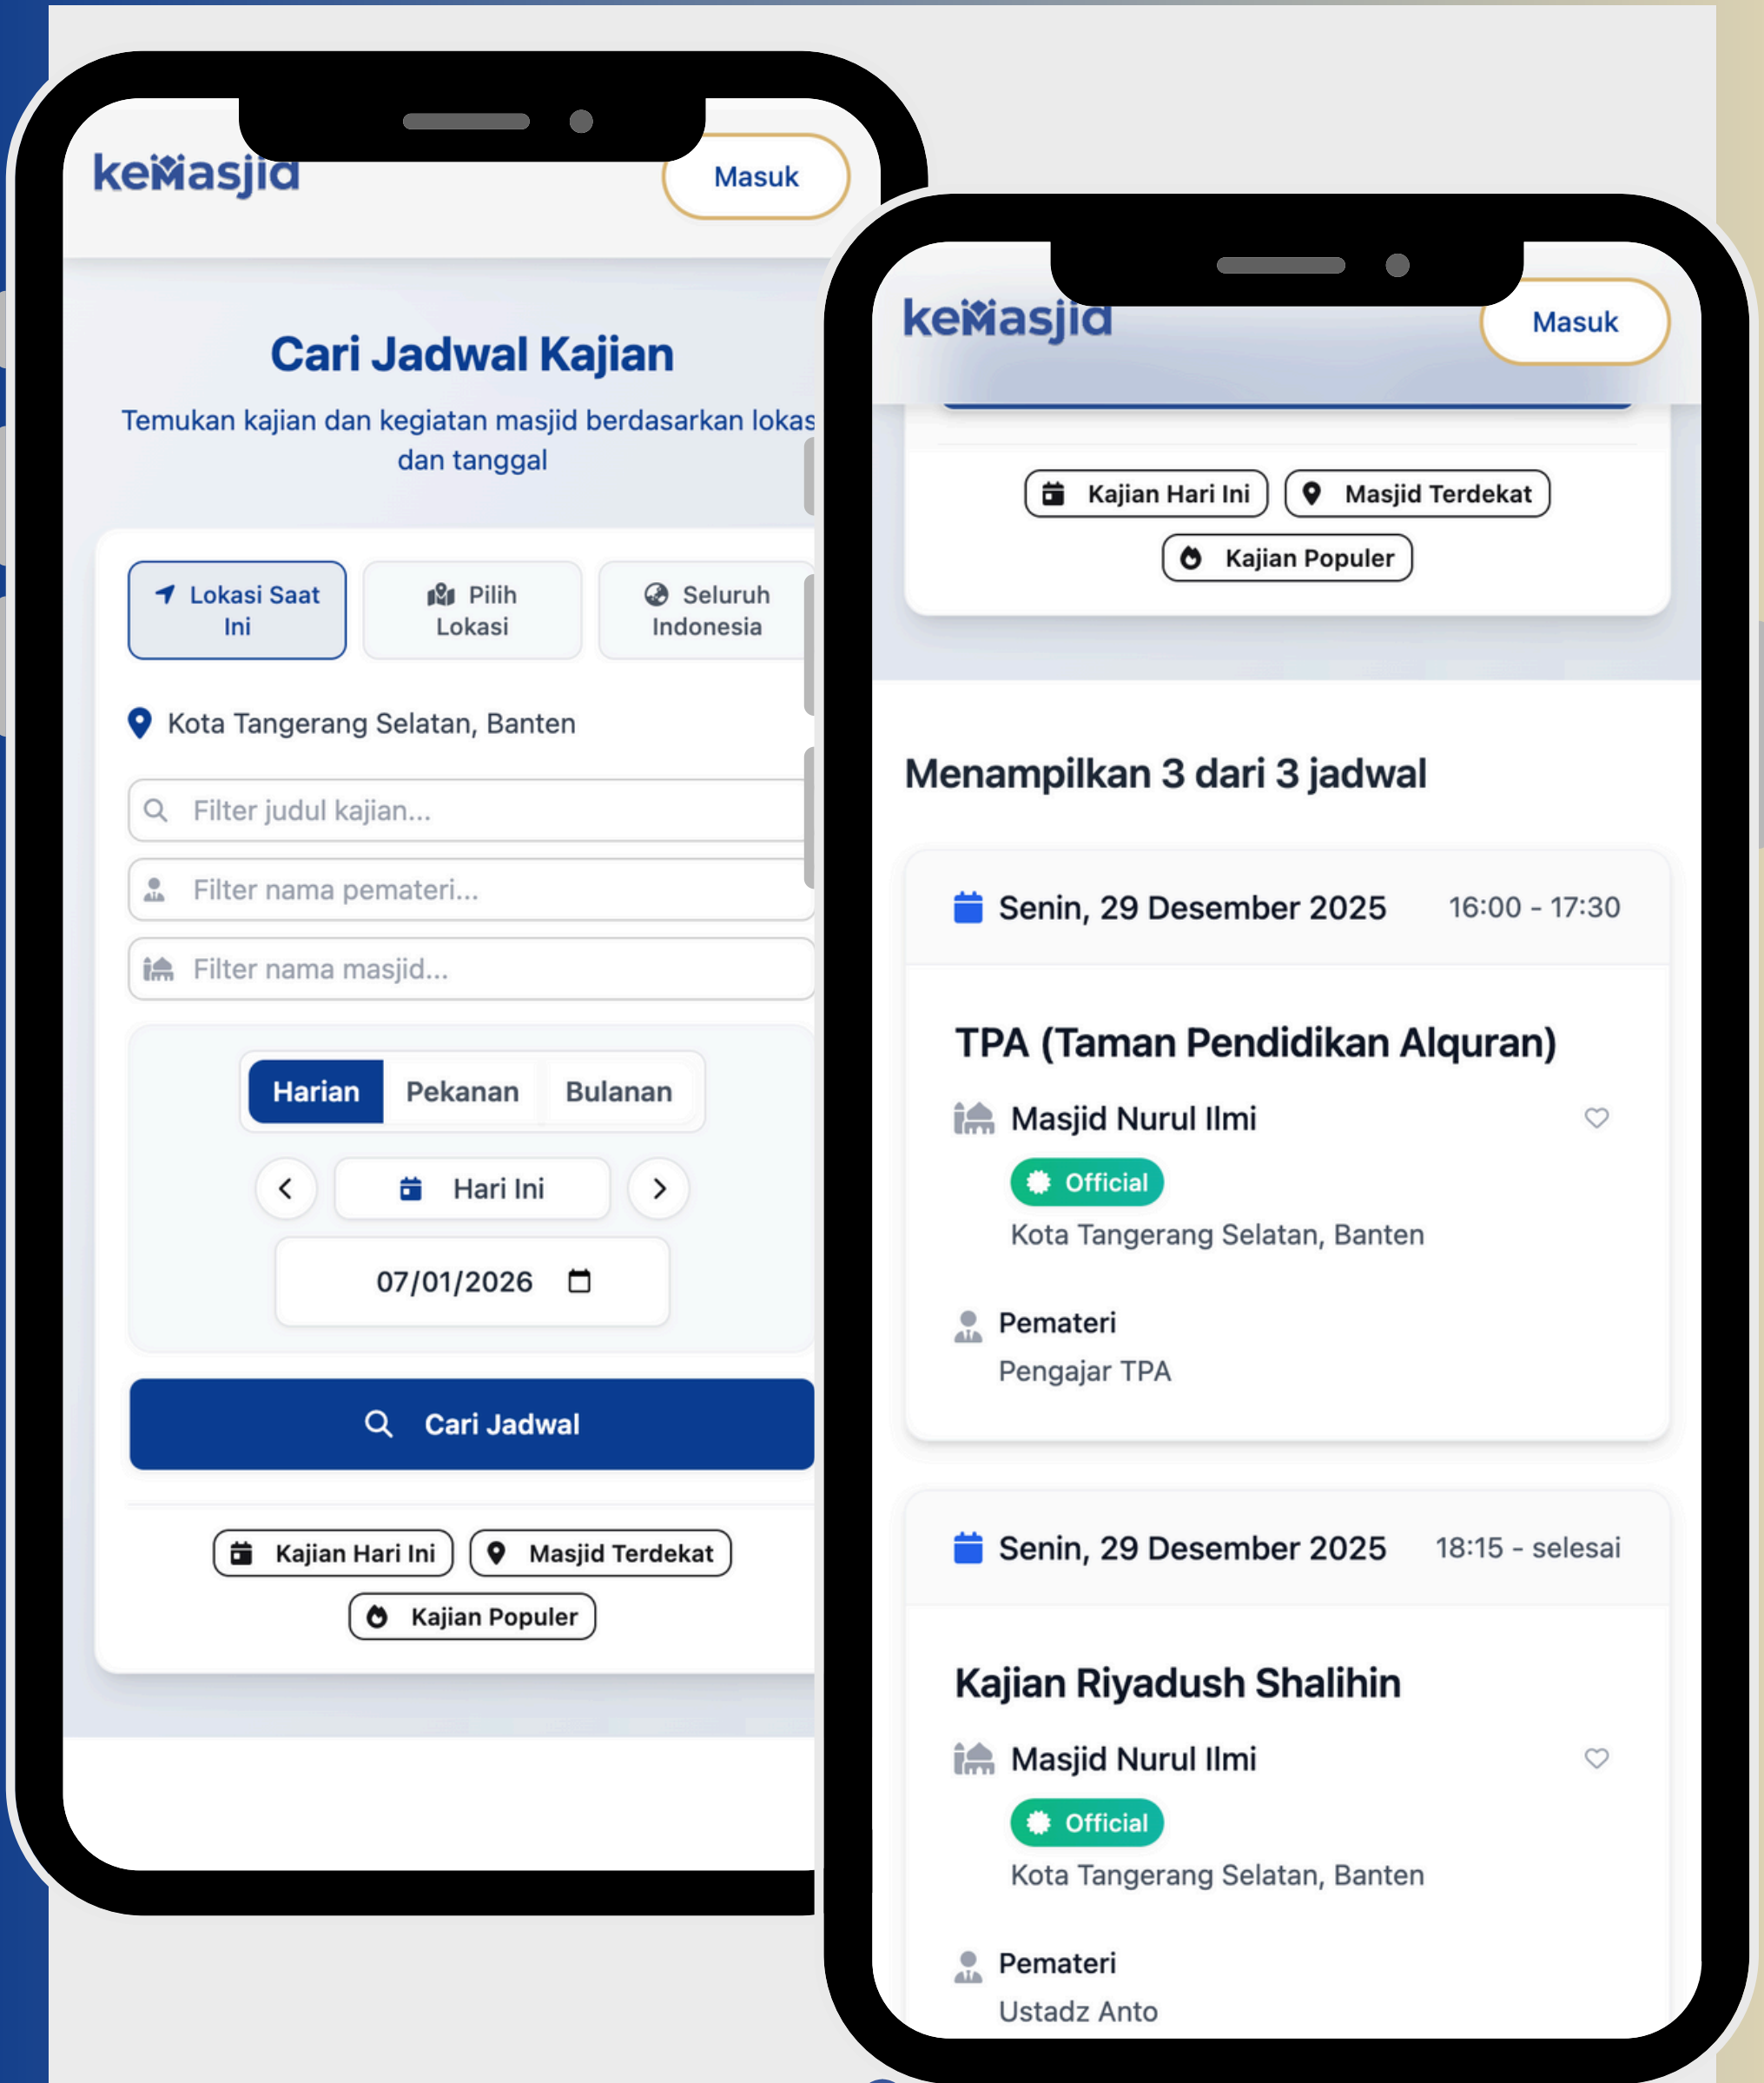 keMasjid
Masuk
Cari Jadwal Kajian
Temukan kajian dan kegiatan masjid berdasarkan lokas
dan tanggal
Lokasi Saat
Ini
Pilih
Lokasi
Seluruh
Indonesia
Kota Tangerang Selatan, Banten
Filter judul kajian...
Filter nama pemateri...
Filter nama masjid...
Harian Pekanan Bulanan
Hari Ini
07/01/2026
Cari Jadwal
Kajian Hari Ini Masjid Terdekat
Kajian Populer
keMasjid
Masuk
Kajian Hari Ini Masjid Terdekat
Kajian Populer
Menampilkan 3 dari 3 jadwal
Senin, 29 Desember 2025 16:00 - 17:30
TPA (Taman Pendidikan Alquran)
Masjid Nurul Ilmi
Official
Kota Tangerang Selatan, Banten
Pemateri
Pengajar TPA
Senin, 29 Desember 2025 18:15 - selesai
Kajian Riyadush Shalihin
Masjid Nurul Ilmi
Official
Kota Tangerang Selatan, Banten
Pemateri
Ustadz Anto